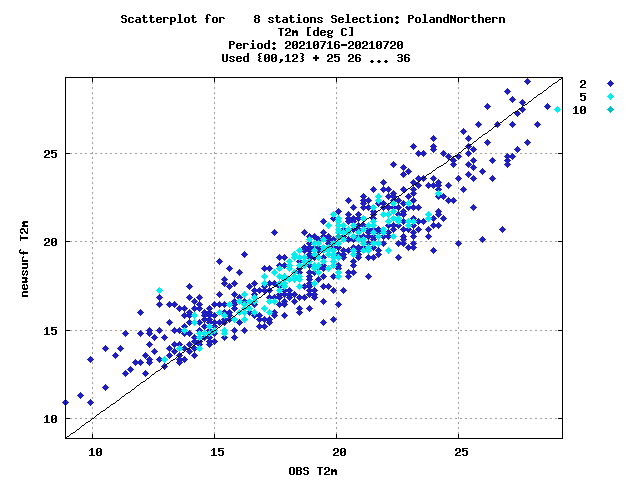 Scatterplot for    8 stations Selection: PolandNorthern
T2m [deg C]
Period: 20210716-20210720
Used {00,12} + 25 26 ... 36
2
5
10
25
20
15
10
newsurf T2m
10 15 20 25
OBS T2m